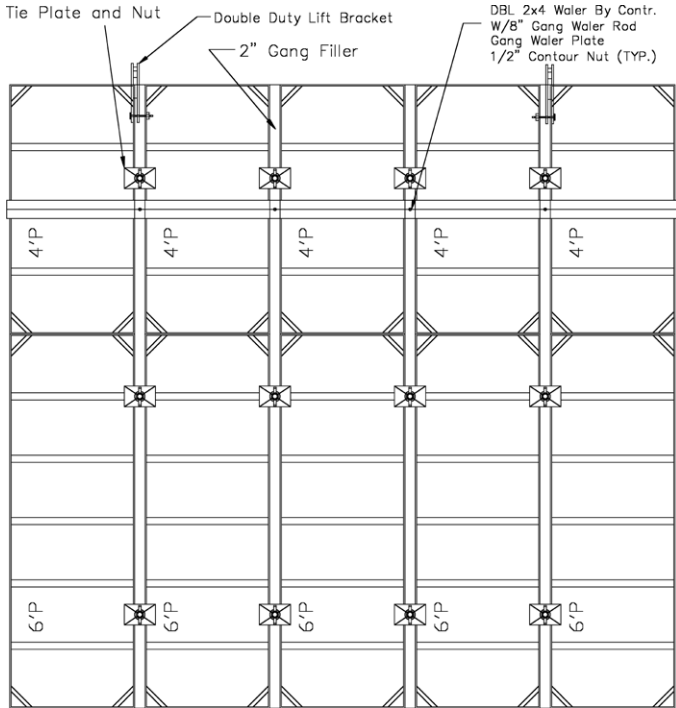 Tie Plate and Nut
Double Duty Lift Bracket
2" Gang Filler
DBL 2x4 Waler By Contr.
W/8" Gang Waler Rod
Gang Waler Plate
1/2" Contour Nut (TYP.)
4'P
4'P
4'P
4'P
4'P
6'P
6'P
6'P
6'P
6'P